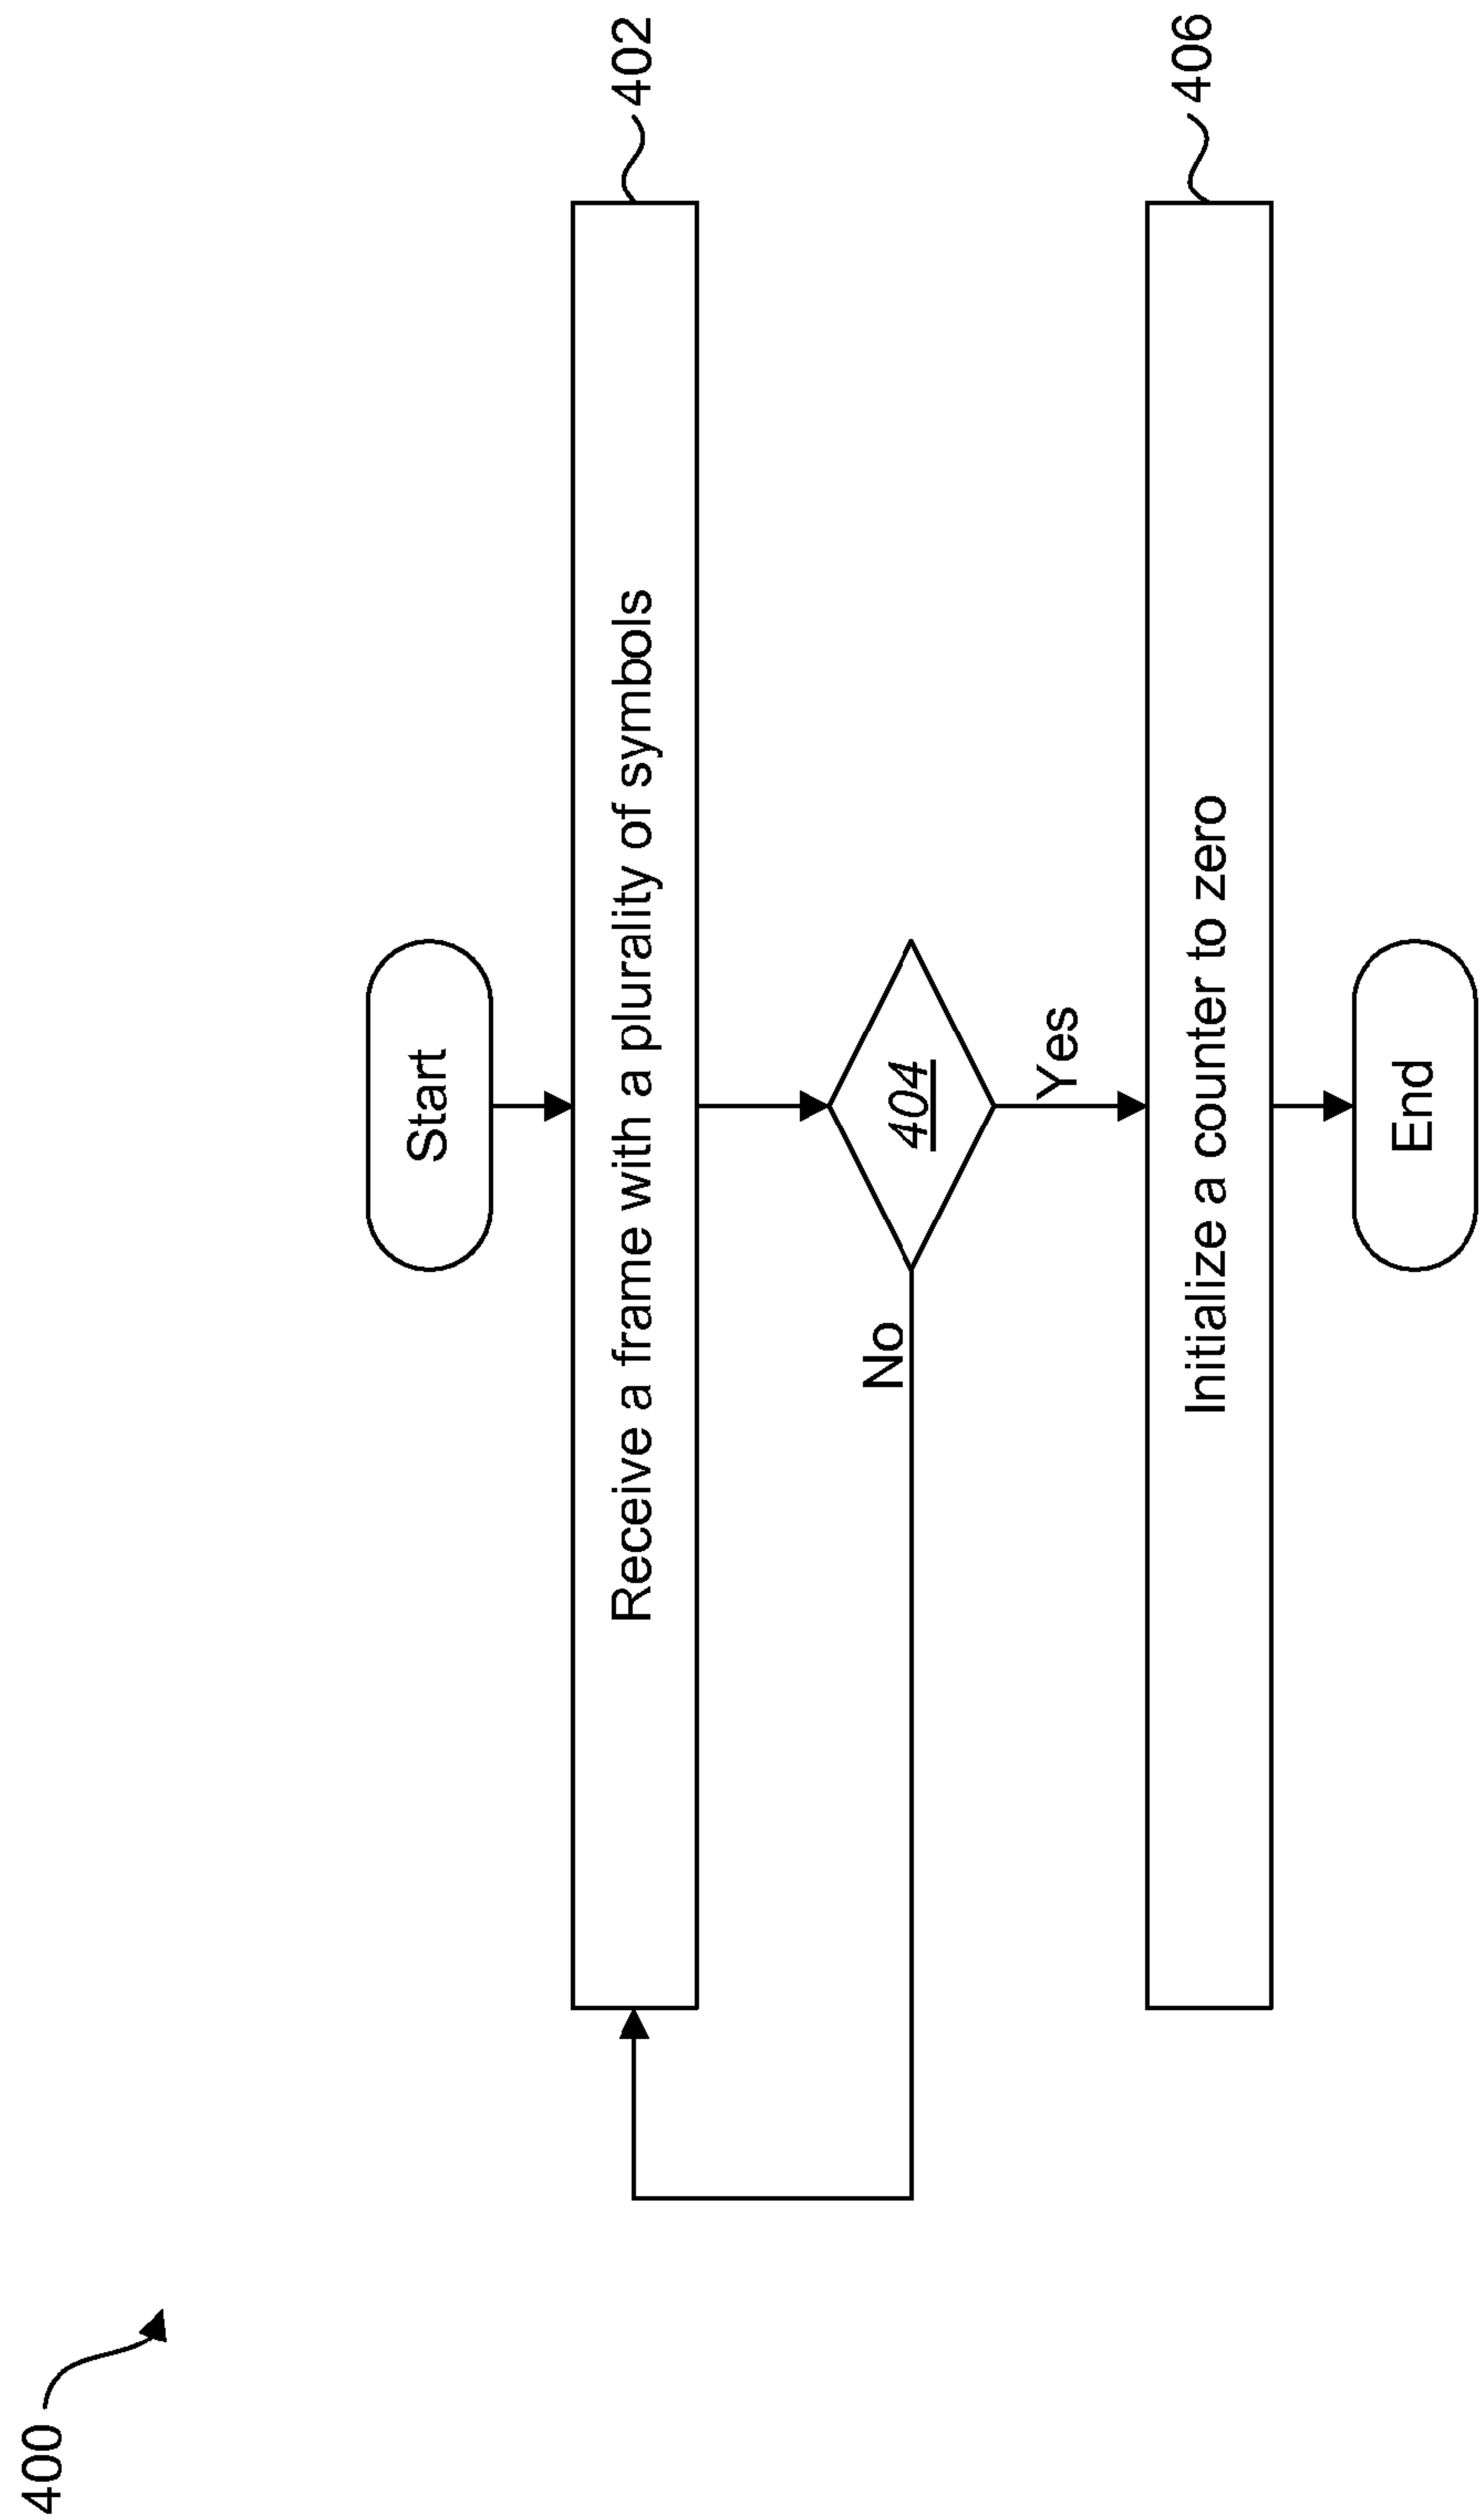 400
Start
Receive a frame with a plurality of symbols
402
404
No
Yes
Initialize a counter to zero
406
End